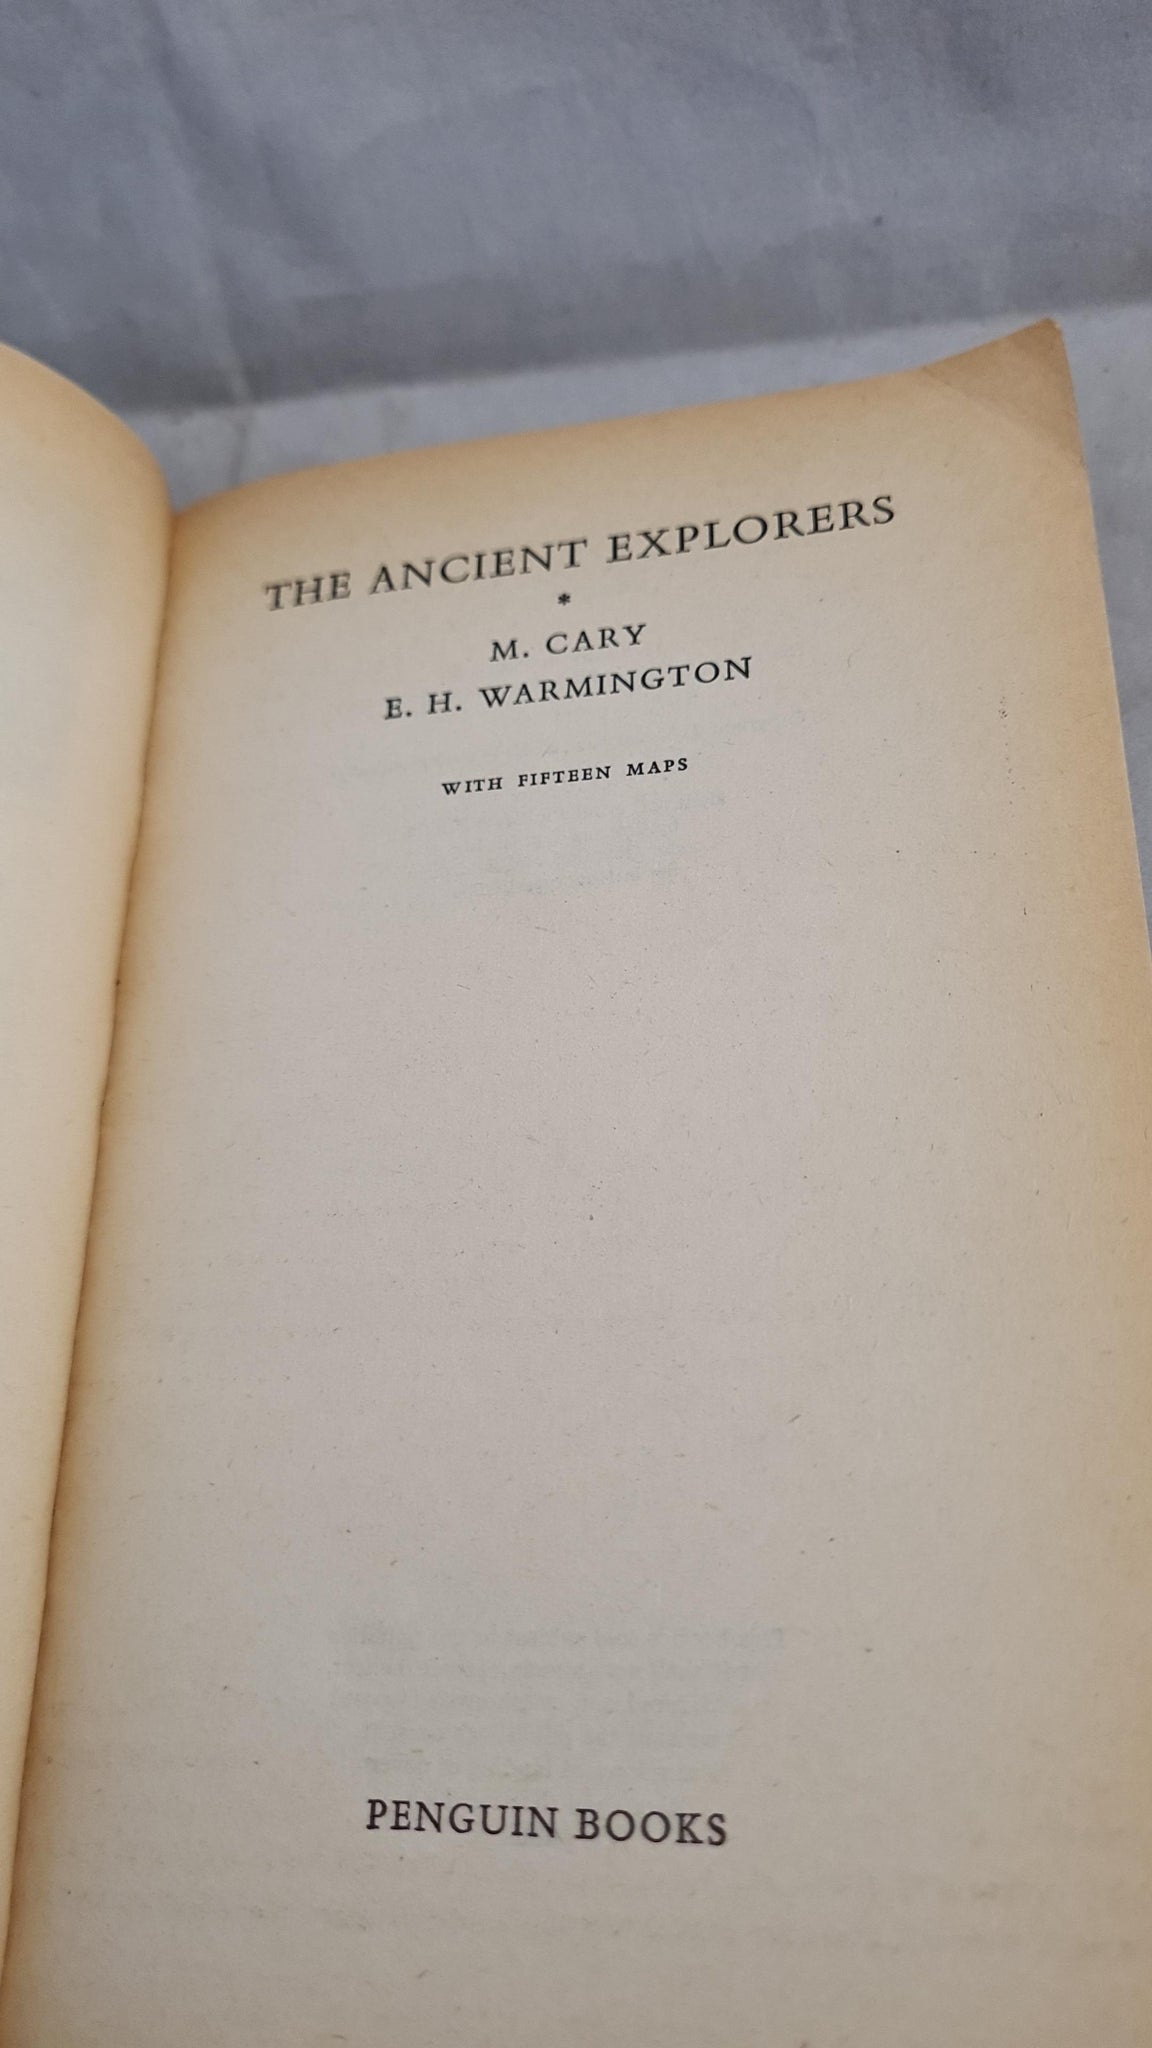 THE ANCIENT EXPLORERS
*
M. CARY
E. H. WARMINGTON
WITH FIFTEEN MAPS
PENGUIN BOOKS